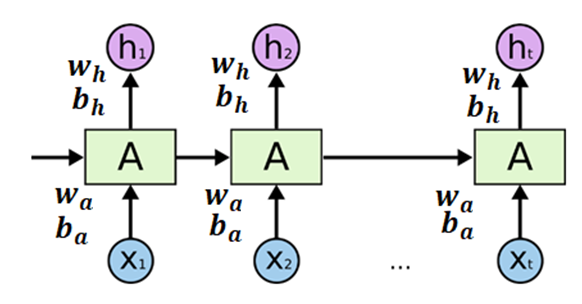 h₁ h₂ hₜ
wₕ wₕ wₕ
bₕ bₕ bₕ
A A A
wₐ wₐ wₐ
bₐ bₐ bₐ
x₁ x₂ ... xₜ